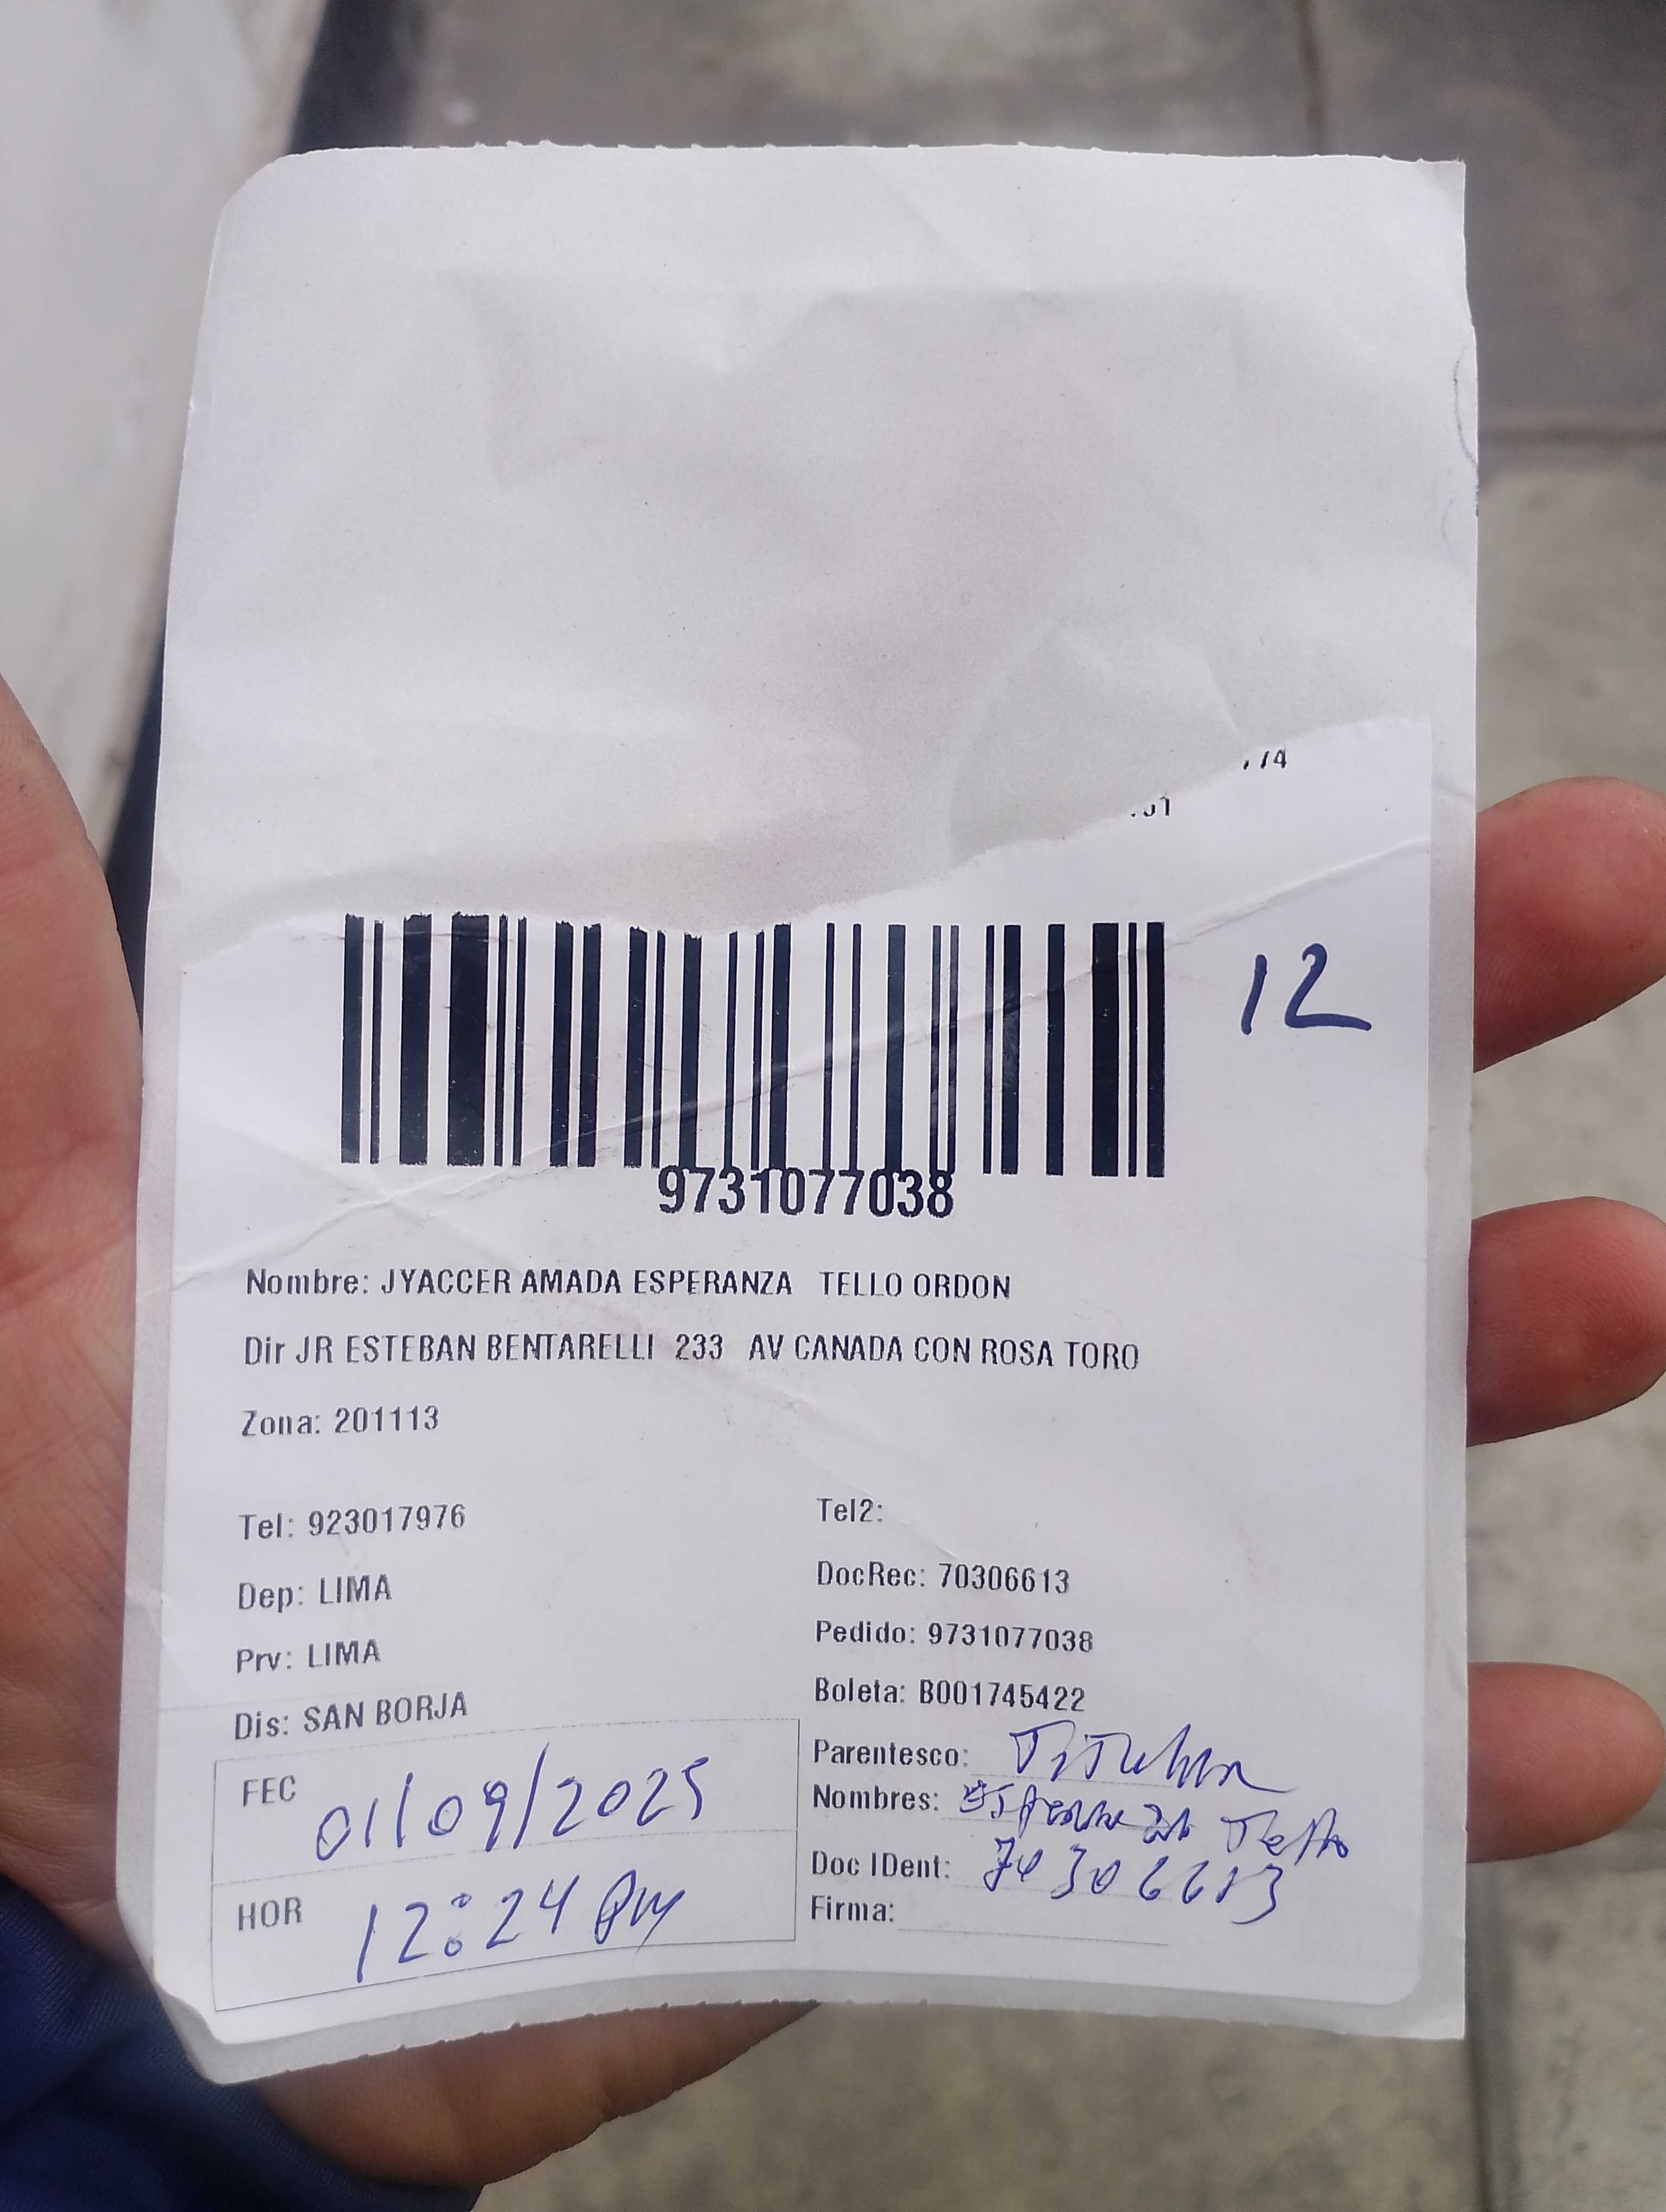 12
9731077038
Nombre: JYACCER AMADA ESPERANZA TELLO ORDON
Dir JR ESTEBAN BENTARELLI 233 AV CANADA CON ROSA TORO
Zona: 201113
Tel: 923017976
Tel2:
Dep: LIMA
DocRec: 70306613
Prv: LIMA
Pedido: 9731077038
Dis: SAN BORJA
Boleta: B001745422
FEC 01/09/2025
HOR 12:24 Pm
Parentesco: Titular
Nombres: Tello
Doc IDent: 70306613
Firma: